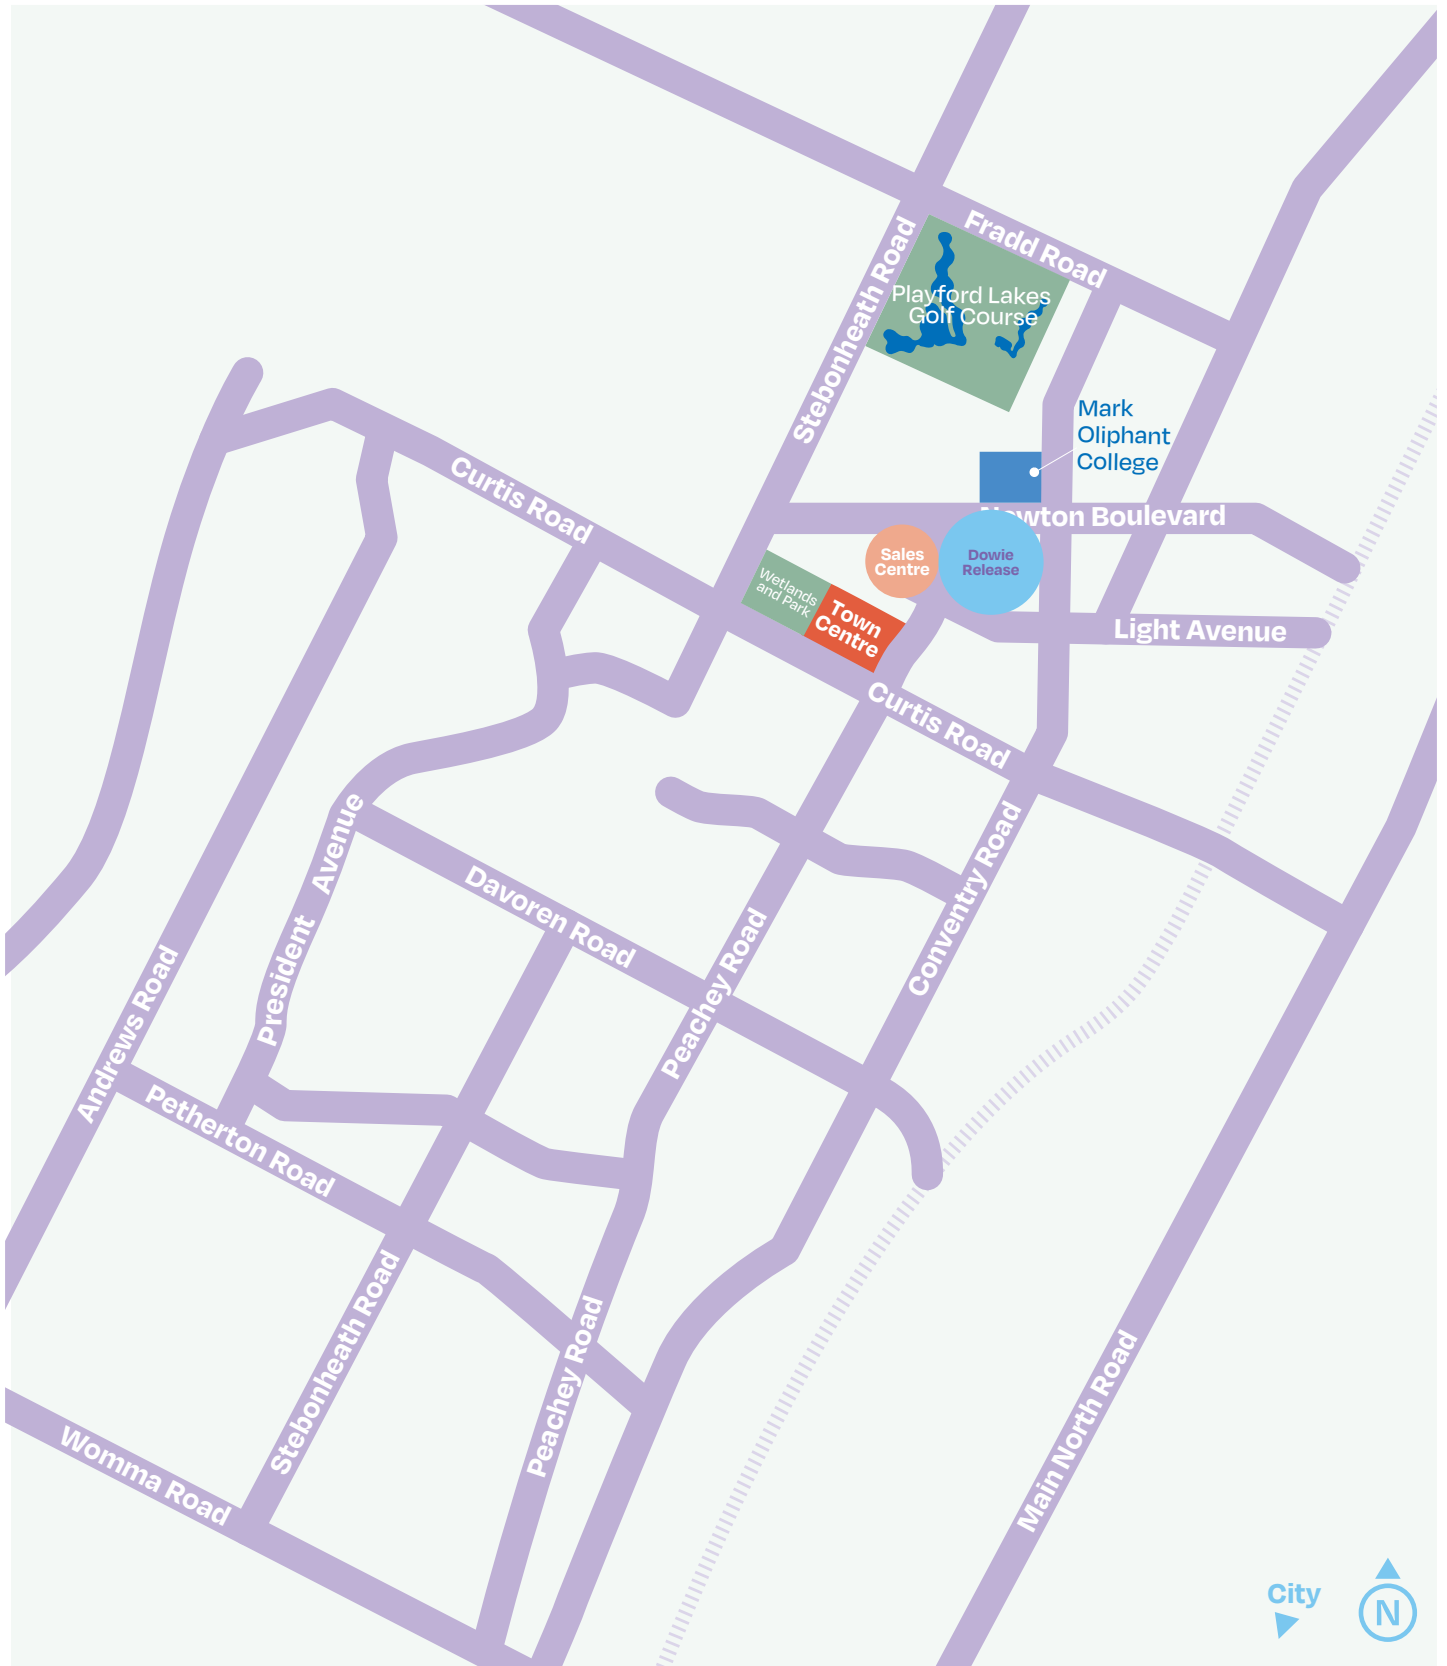 Fradd Road
Stebonheath Road
Playford Lakes
Golf Course
Mark
Oliphant
College
Curtis Road
Newton Boulevard
Sales
Centre
Dowie
Release
Wetlands
and Park
Town
Centre
Light Avenue
Curtis Road
President Avenue
Davoren Road
Coventry Road
Peachey Road
Andrews Road
Petherton Road
Stebonheath Road
Peachey Road
Main North Road
Womma Road
City
N